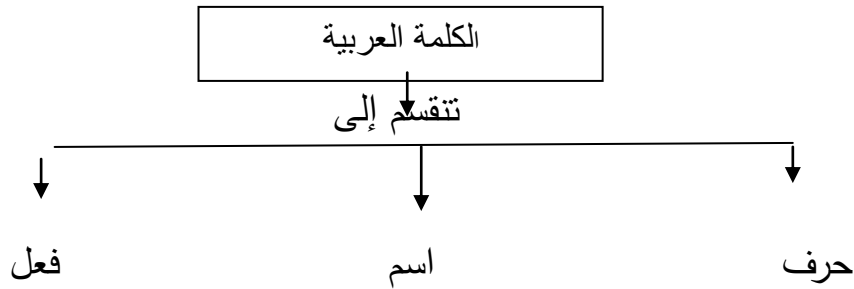 الكلمة العربية
تنقسم إلى
حرف اسم فعل